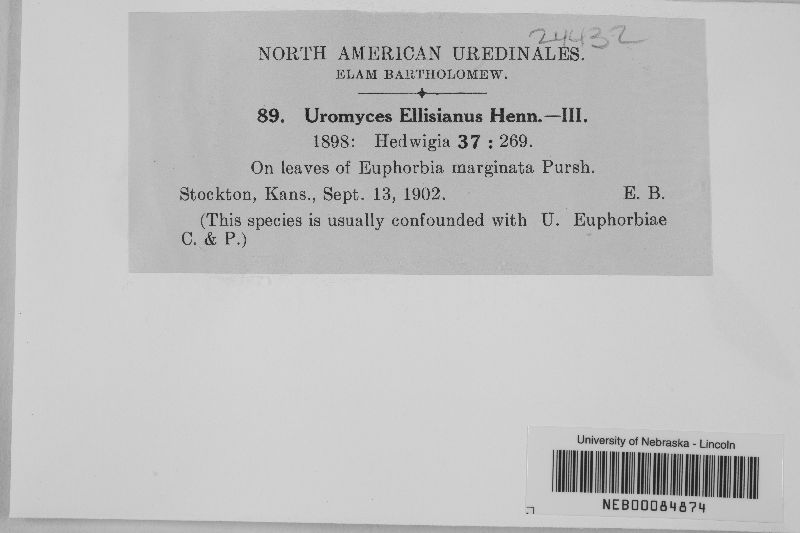 24432
NORTH AMERICAN UREDINALES.
ELAM BARTHOLOMEW.
89. Uromyces Ellisianus Henn.—III.
1898: Hedwigia 37 : 269.
On leaves of Euphorbia marginata Pursh.
Stockton, Kans., Sept. 13, 1902. E. B.
(This species is usually confounded with U. Euphorbiae
C. & P.)
University of Nebraska - Lincoln
NEB00084874